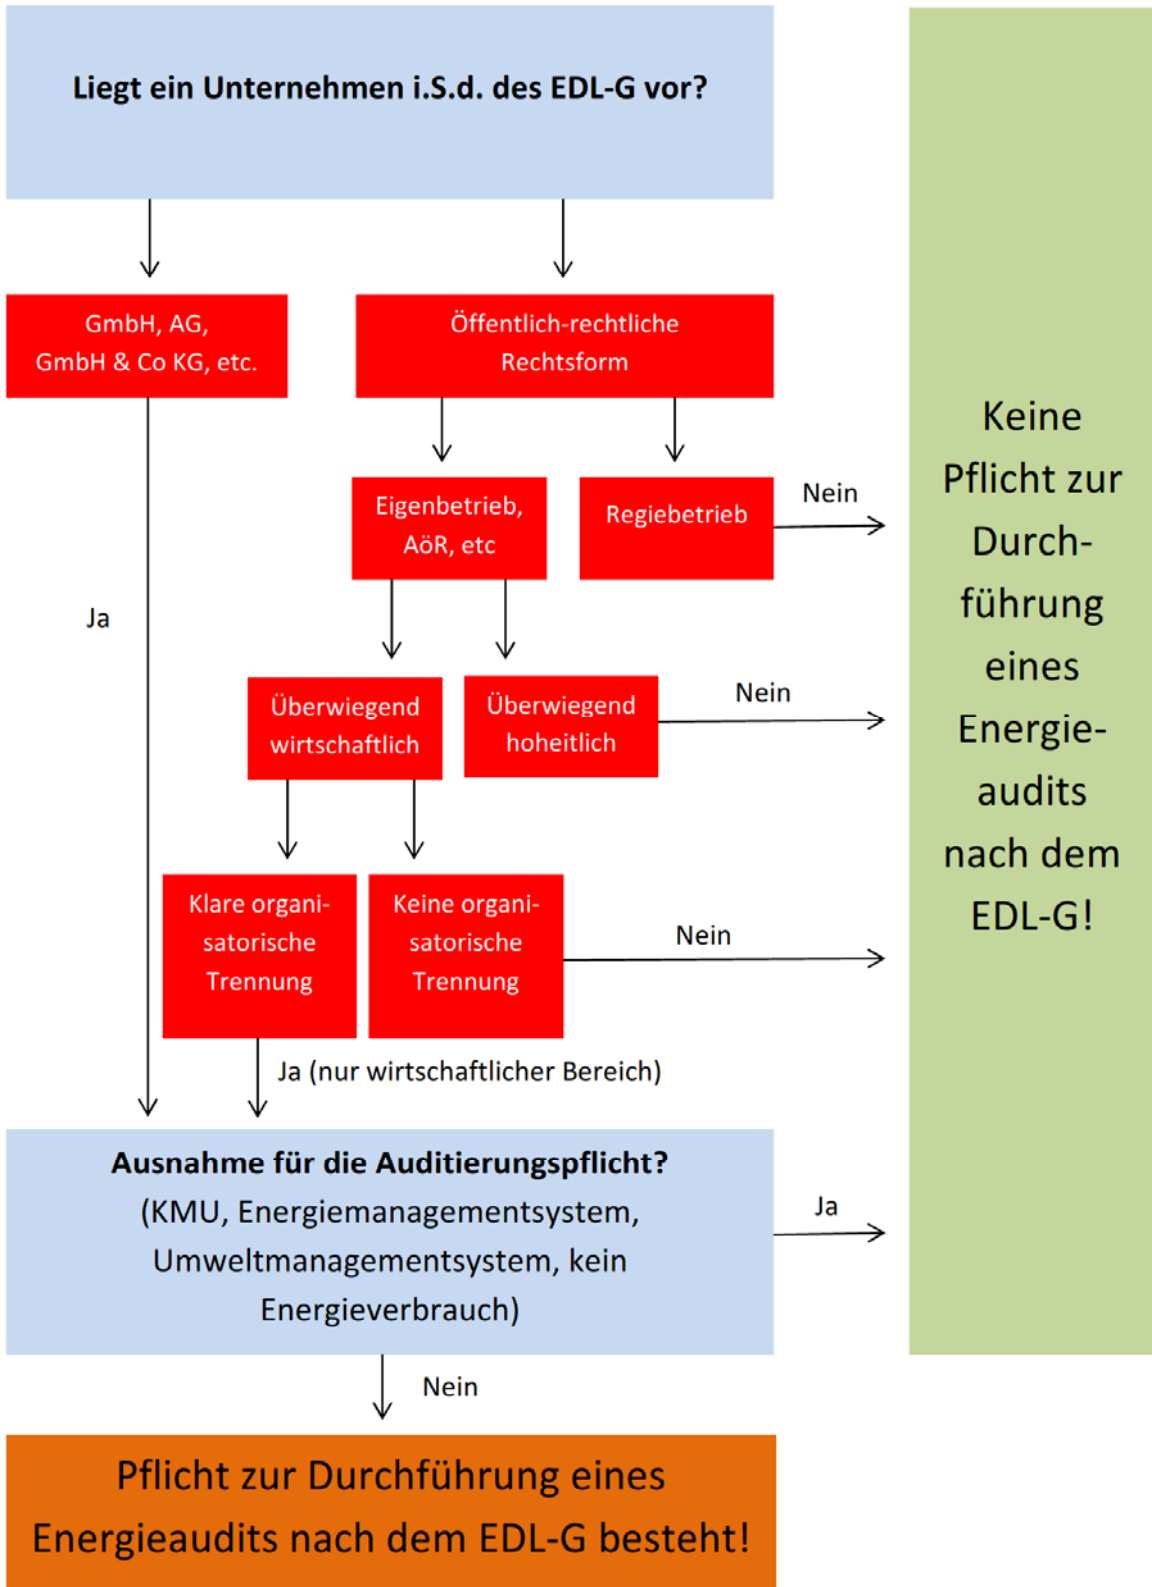 Liegt ein Unternehmen i.S.d. des EDL-G vor?
GmbH, AG,
GmbH & Co KG, etc.
Öffentlich-rechtliche
Rechtsform
Eigenbetrieb,
AöR, etc
Regiebetrieb
Nein
Ja
Überwiegend
wirtschaftlich
Überwiegend
hoheitlich
Nein
Klare organi-
satorische
Trennung
Keine organi-
satorische
Trennung
Nein
Ja (nur wirtschaftlicher Bereich)
Ausnahme für die Auditierungspflicht?
(KMU, Energiemanagementsystem,
Umweltmanagementsystem, kein
Energieverbrauch)
Ja
Nein
Pflicht zur Durchführung eines
Energieaudits nach dem EDL-G besteht!
Keine
Pflicht zur
Durch-
führung
eines
Energie-
audits
nach dem
EDL-G!